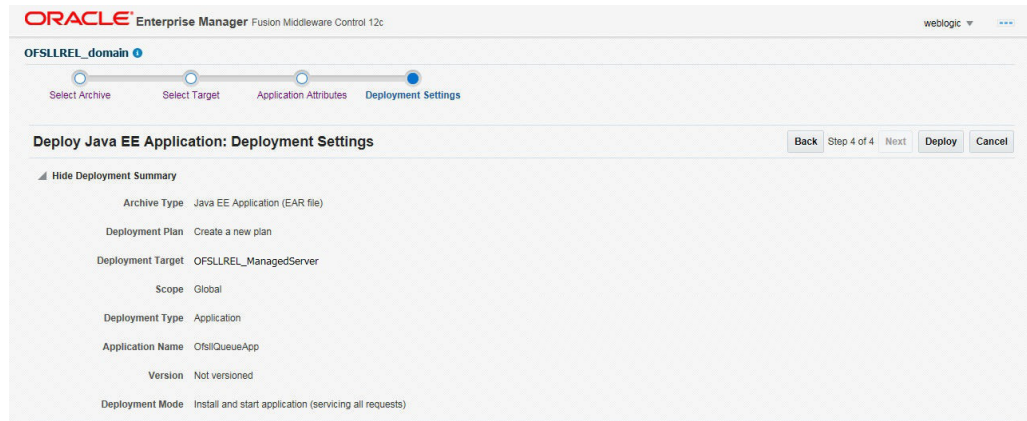 ORACLE Enterprise Manager Fusion Middleware Control 12c weblogic
OFSLLREL_domain
Select Archive Select Target Application Attributes Deployment Settings
Deploy Java EE Application: Deployment Settings Back Step 4 of 4 Next Deploy Cancel
Hide Deployment Summary
Archive Type Java EE Application (EAR file)
Deployment Plan Create a new plan
Deployment Target OFSLLREL_ManagedServer
Scope Global
Deployment Type Application
Application Name OfsllQueueApp
Version Not versioned
Deployment Mode Install and start application (servicing all requests)